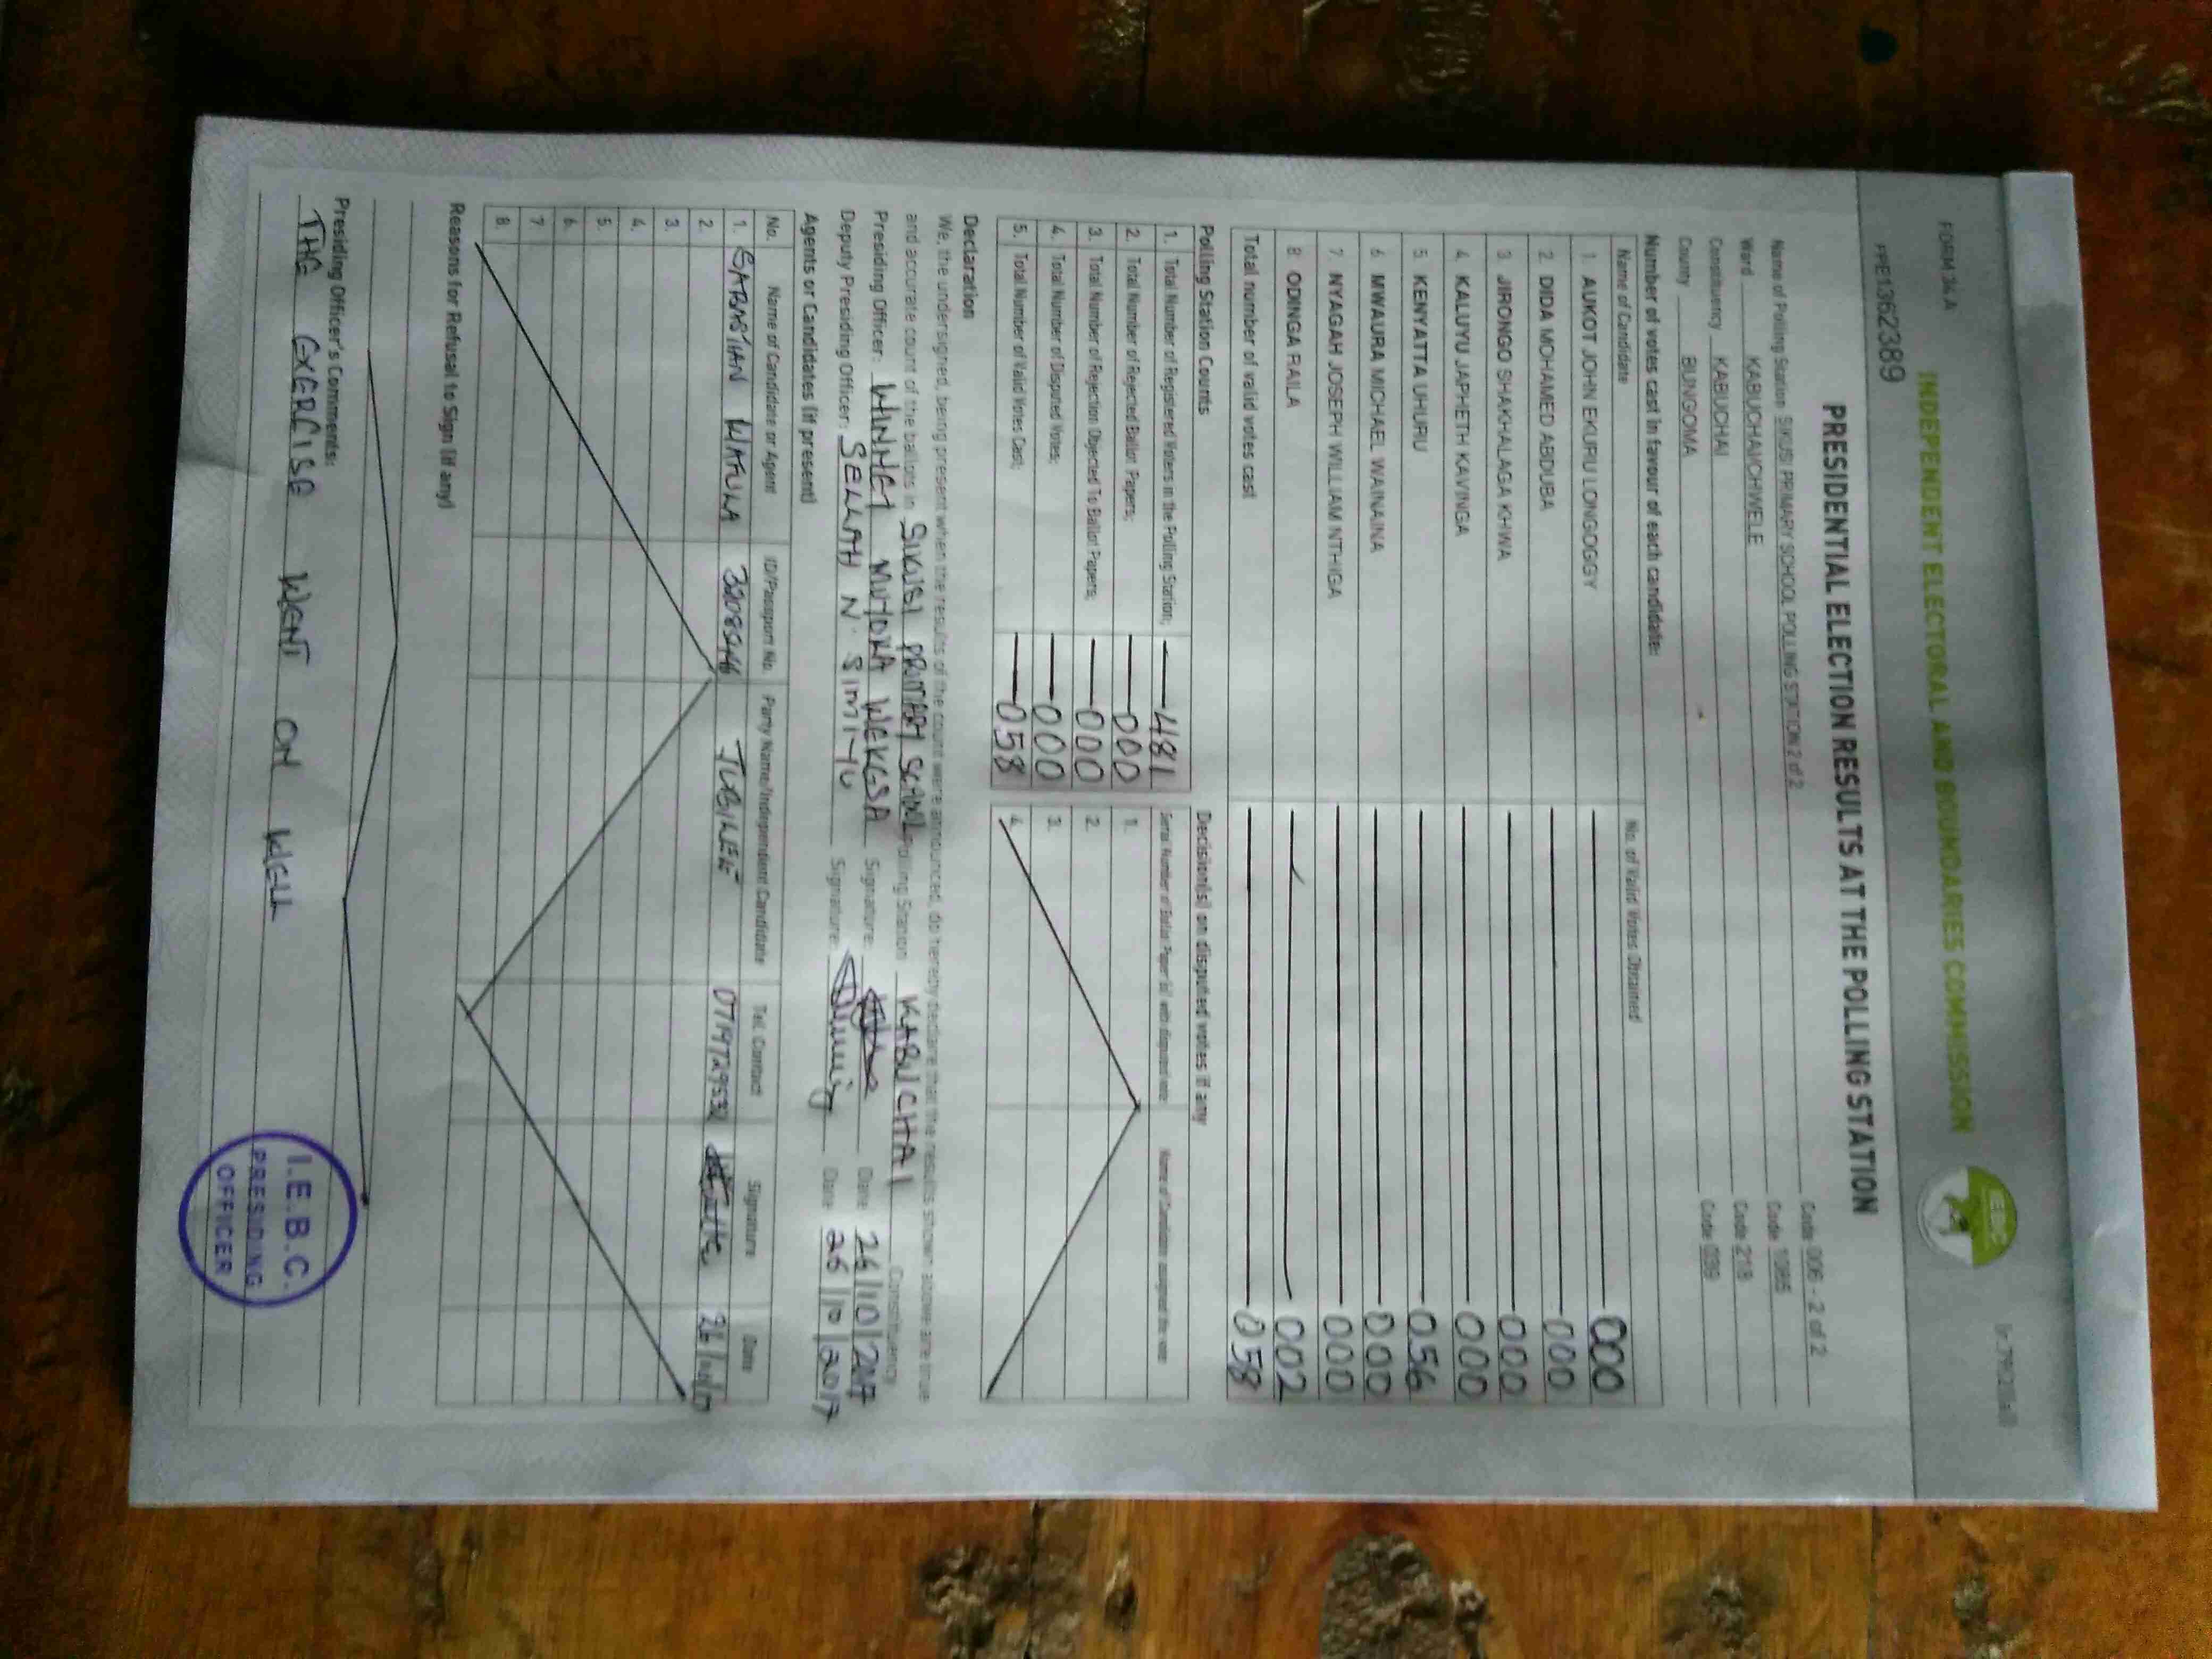 FORM 34A
INDEPENDENT ELECTORAL AND BOUNDARIES COMMISSION
PPE1362389
PRESIDENTIAL ELECTION RESULTS AT THE POLLING STATION
Name of Polling Station SIKUSI PRIMARY SCHOOL POLLING STATION 2 of 2 Code 006 - 2 of 2
Ward KABUCHAI/CHWELE Code 1085
Constituency KABUCHAI Code 218
County BUNGOMA Code 039
Number of votes cast in favour of each candidate:
Name of Candidate No. of Valid Votes Obtained
1. AUKOT JOHN EKURU LONGOGGY 000
2. DIDA MOHAMED ABDUBA 000
3. JIRONGO SHAKHALAGA KHWA 000
4. KALUYU JAPHETH KAVINGA 000
5. KENYATTA UHURU 056
6. MWAURA MICHAEL WAINAINA 000
7. NYAGAH JOSEPH WILLIAM NTHIGA 000
8. ODINGA RAILA 002
Total number of valid votes cast 058
Polling Station Counts Decision(s) on disputed votes if any
1. Total Number of Registered Voters in the Polling Station; 481 Serial Number of Ballot Paper (s) with disputed vote Name of Candidate assigned the vote
2. Total Number of Rejected Ballot Papers; 000 1.
3. Total Number of Rejection Objected To Ballot Papers; 000 2.
4. Total Number of Disputed Votes; 000 3.
5. Total Number of Valid Votes Cast; 058 4.
Declaration
We, the undersigned, being present when the results of the count were announced, do hereby declare that the results shown above are true
and accurate count of the ballots in SIKUSI PRIMARY SCHOOL Polling Station KABUCHAI Constituency
Presiding Officer: WINNET MUYOKA WEKESA Signature: Date 26/10/2017
Deputy Presiding Officer: SELLAH N. SIMIYU Signature: Date 26/10/2017
Agents or Candidates (if present)
No. Name of Candidate or Agent ID/Passport No. Party Name/Independent Candidate Tel. Contact Signature Date
1. SABASTIAN WAFULA JUBILEE 0719729532 26/10/17
2.
3.
4.
5.
6.
7.
8.
Reasons for Refusal to Sign (if any)
Presiding Officer's Comments:
THE EXERCISE WENT ON WELL
I.E.B.C.
PRESIDING
OFFICER